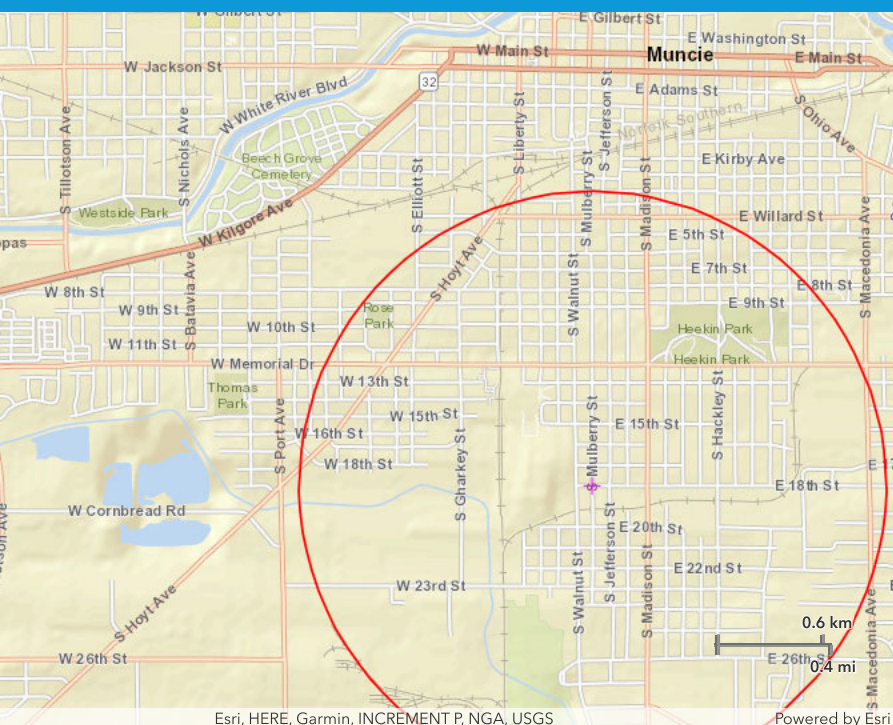 W Gilbert St
E Gilbert St
E Washington St
W Main St
Muncie
E Main St
W Jackson St
32
E Adams St
W White River Blvd
S Jefferson St
S Liberty St
S Ohio Ave
Norfolk Southern
S Tillotson Ave
S Nichols Ave
Beech Grove
Cemetery
E Kirby Ave
S Elliott St
S Mulberry St
S Madison St
Westside Park
W Kilgore Ave
E Willard St
opas
E 5th St
S Hoyt Ave
S Walnut St
E 7th St
S Macedonia Ave
W 8th St
E 8th St
S Batavia Ave
W 9th St
Rose
Park
E 9th St
W 10th St
Heekin Park
W 11th St
Heekin Park
W Memorial Dr
W 13th St
Thomas
Park
S Port Ave
W 15th St
S Mulberry St
E 15th St
S Hackley St
W 16th St
W 18th St
S Gharkey St
E 17
E 18th St
W Cornbread Rd
otson Ave
S Jefferson St
E 20th St
S Walnut St
S Madison St
E 22nd St
W 23rd St
S Hoyt Ave
S Macedonia Ave
0.6 km
W 26th St
E 26th S
0.4 mi
Esri, HERE, Garmin, INCREMENT P, NGA, USGS
Powered by Esri